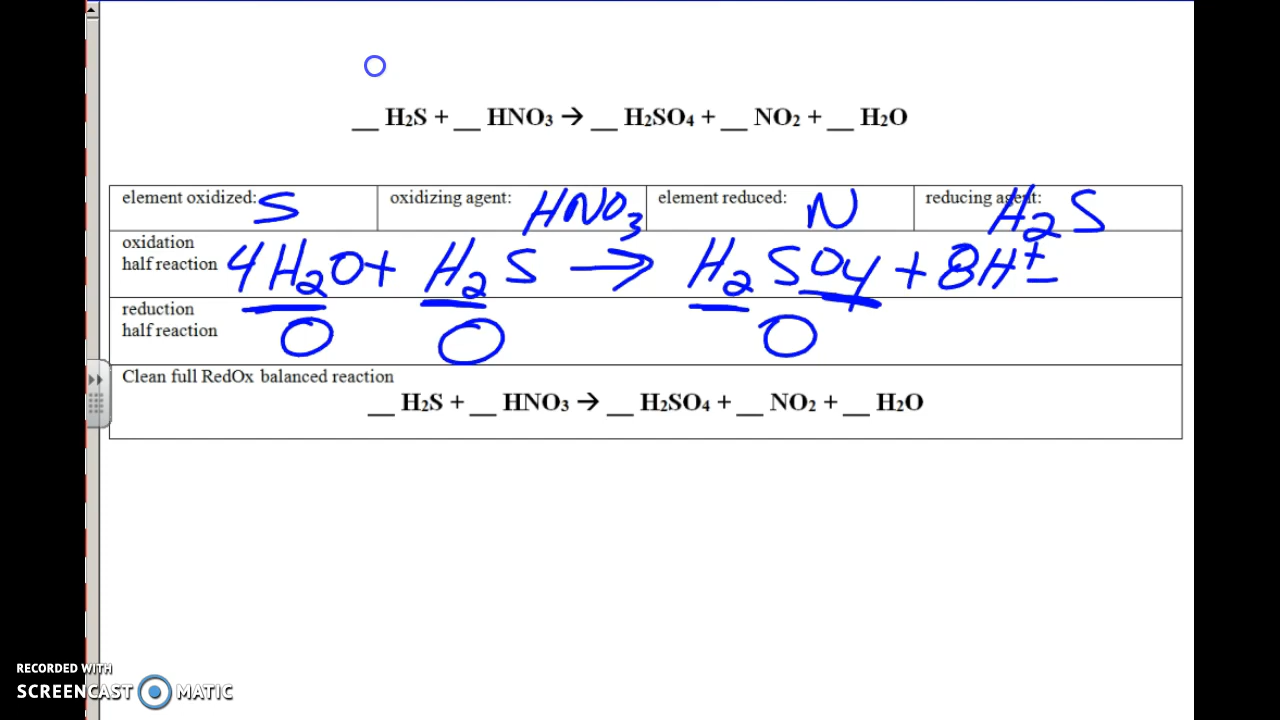 __ H₂S + __ HNO₃ → __ H₂SO₄ + __ NO₂ + __ H₂O
element oxidized: S oxidizing agent: HNO₃ element reduced: N reducing agent: H₂S
oxidation
half reaction 4H₂O + H₂S → H₂SO₄ + 8H⁺
reduction
half reaction O O O
Clean full RedOx balanced reaction
__ H₂S + __ HNO₃ → __ H₂SO₄ + __ NO₂ + __ H₂O
RECORDED WITH
SCREENCAST MATIC